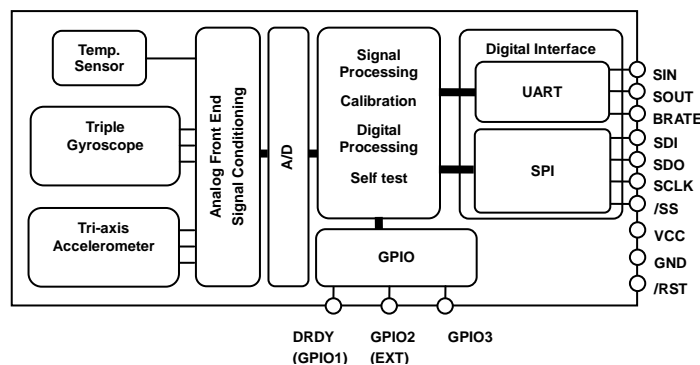 Temp.
Sensor
Triple
Gyroscope
Tri-axis
Accelerometer
Analog Front End
Signal Conditioning
A/D
Signal
Processing
Calibration
Digital
Processing
Self test
GPIO
Digital Interface
UART
SPI
SIN
SOUT
BRATE
SDI
SDO
SCLK
/SS
VCC
GND
/RST
DRDY
(GPIO1)
GPIO2
(EXT)
GPIO3